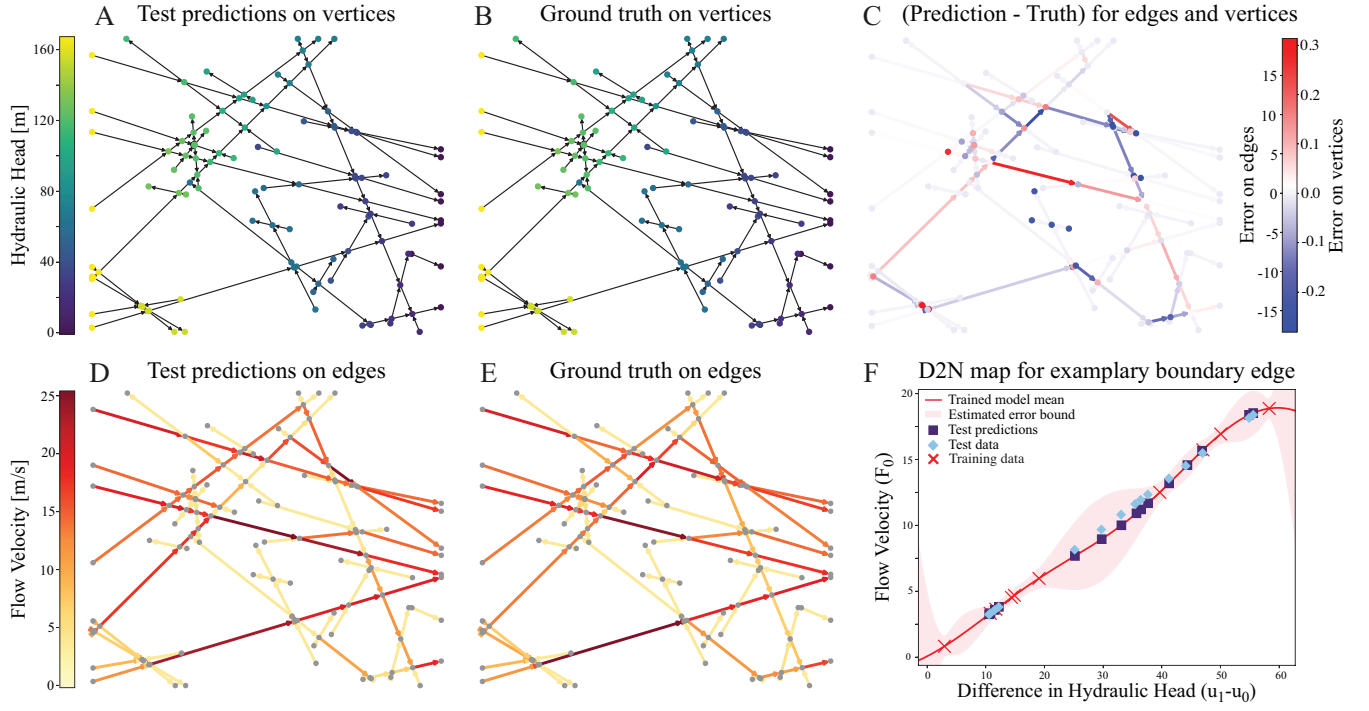 A Test predictions on vertices
B Ground truth on vertices
C (Prediction - Truth) for edges and vertices
Hydraulic Head [m]
160
120
80
40
0
Error on edges
15
10
5
0
-5
-10
-15
Error on vertices
0.3
0.2
0.1
0.0
-0.1
-0.2
D Test predictions on edges
E Ground truth on edges
F D2N map for examplary boundary edge
Flow Velocity [m/s]
25
20
15
10
5
0
Flow Velocity (F₀)
20
15
10
5
0
Trained model mean
Estimated error bound
Test predictions
Test data
Training data
0 10 20 30 40 50 60
Difference in Hydraulic Head (u₁-u₀)